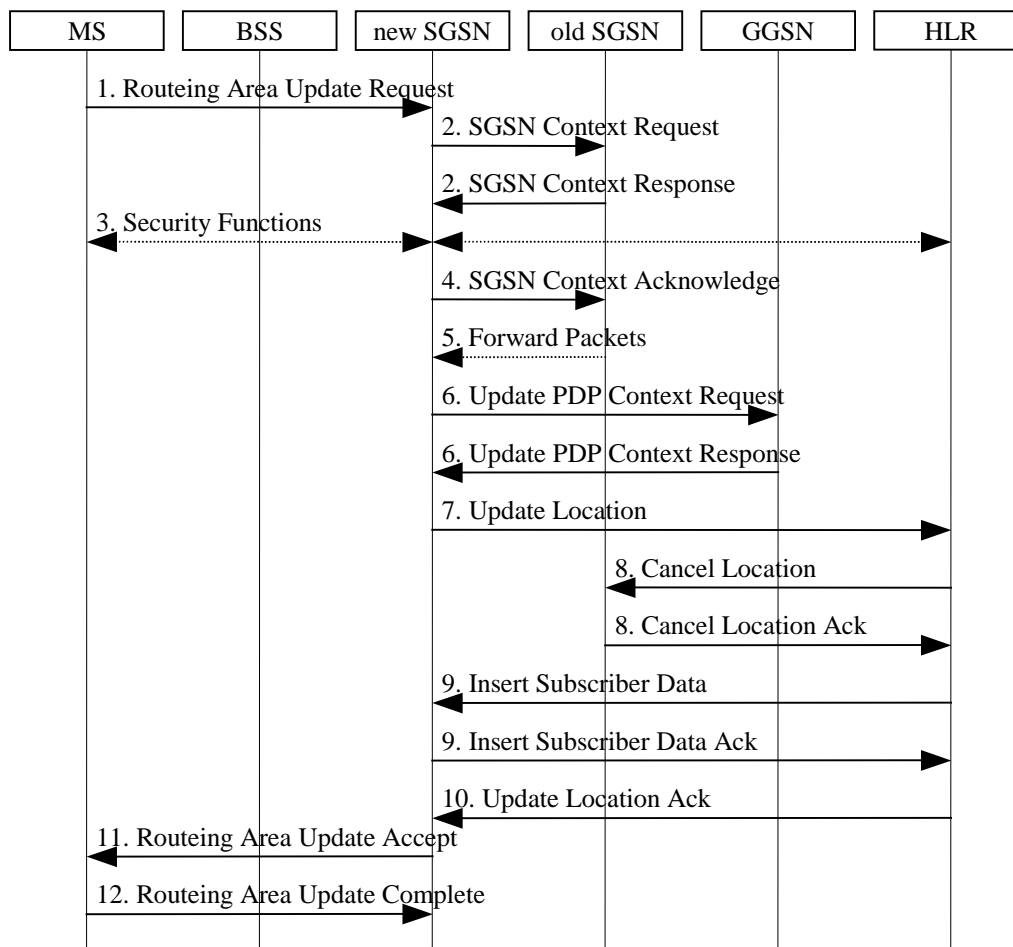 MS
BSS
new SGSN
old SGSN
GGSN
HLR
1. Routeing Area Update Request
2. SGSN Context Request
2. SGSN Context Response
3. Security Functions
4. SGSN Context Acknowledge
5. Forward Packets
6. Update PDP Context Request
6. Update PDP Context Response
7. Update Location
8. Cancel Location
8. Cancel Location Ack
9. Insert Subscriber Data
9. Insert Subscriber Data Ack
10. Update Location Ack
11. Routeing Area Update Accept
12. Routeing Area Update Complete